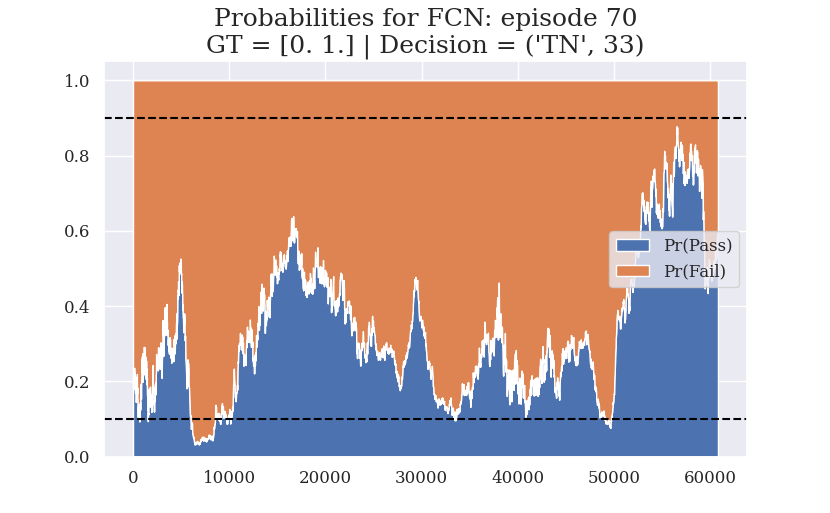 Probabilities for FCN: episode 70
GT = [0. 1.] | Decision = ('TN', 33)
1.0
0.8
0.6
0.4
0.2
0.0
Pr(Pass)
Pr(Fail)
0 10000 20000 30000 40000 50000 60000